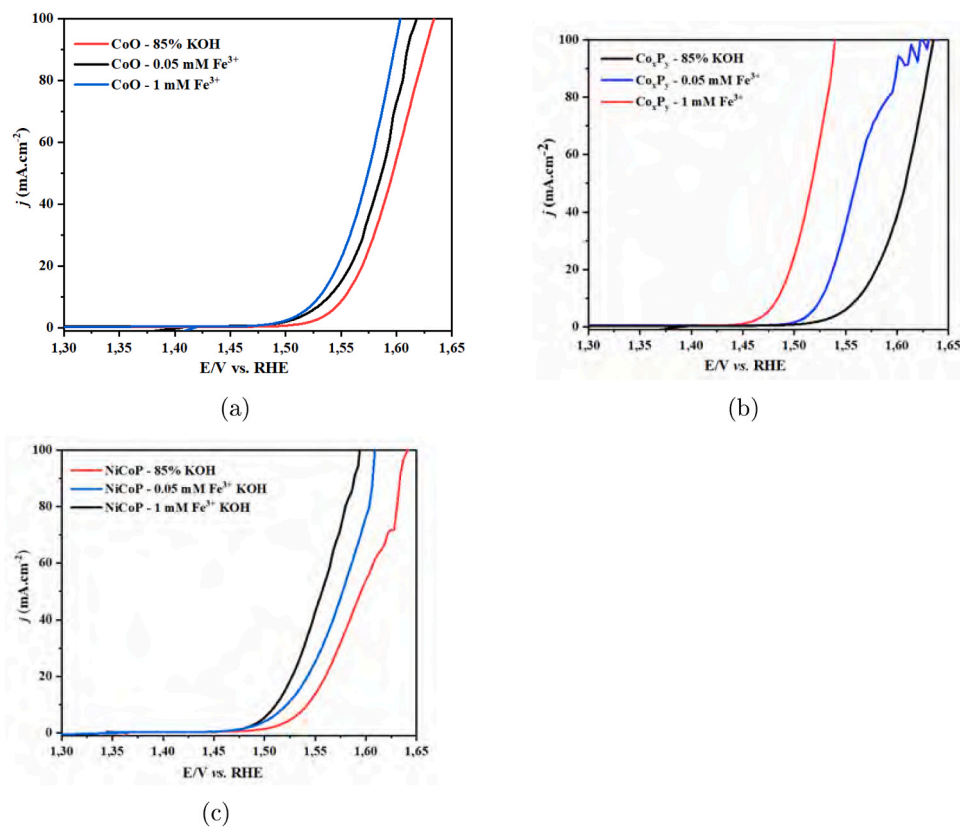 100
80
60
40
20
0
j (mA.cm⁻²)
CoO - 85% KOH
CoO - 0.05 mM Fe³⁺
CoO - 1 mM Fe³⁺
1,30 1,35 1,40 1,45 1,50 1,55 1,60 1,65
E/V vs. RHE
(a)
100
80
60
40
20
0
j (mA.cm⁻²)
CoₓPᵧ - 85% KOH
CoₓPᵧ - 0.05 mM Fe³⁺
CoₓPᵧ - 1 mM Fe³⁺
1,30 1,35 1,40 1,45 1,50 1,55 1,60 1,65
E/V vs. RHE
(b)
100
80
60
40
20
0
j (mA.cm⁻²)
NiCoP - 85% KOH
NiCoP - 0.05 mM Fe³⁺ KOH
NiCoP - 1 mM Fe³⁺ KOH
1,30 1,35 1,40 1,45 1,50 1,55 1,60 1,65
E/V vs. RHE
(c)